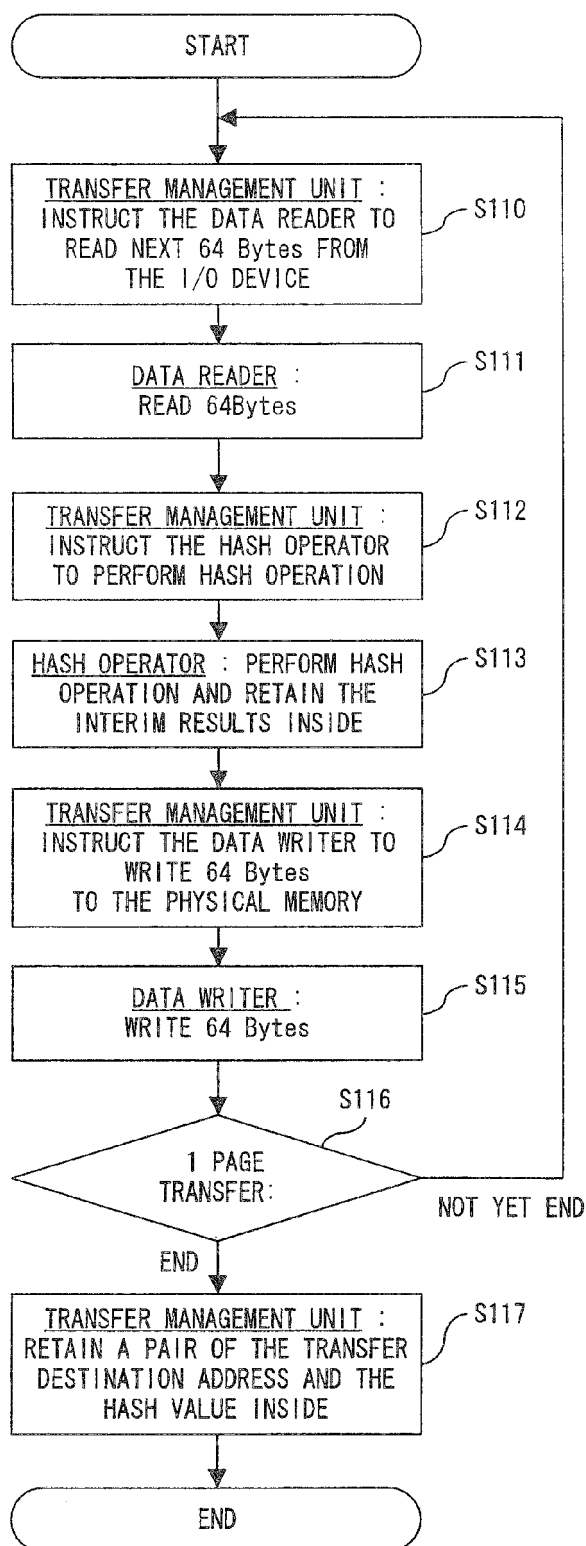 START
TRANSFER MANAGEMENT UNIT :
INSTRUCT THE DATA READER TO
READ NEXT 64 Bytes FROM
THE I/O DEVICE
S110
DATA READER :
READ 64Bytes
S111
TRANSFER MANAGEMENT UNIT :
INSTRUCT THE HASH OPERATOR
TO PERFORM HASH OPERATION
S112
HASH OPERATOR : PERFORM HASH
OPERATION AND RETAIN THE
INTERIM RESULTS INSIDE
S113
TRANSFER MANAGEMENT UNIT :
INSTRUCT THE DATA WRITER TO
WRITE 64 Bytes
TO THE PHYSICAL MEMORY
S114
DATA WRITER :
WRITE 64 Bytes
S115
S116
1 PAGE
TRANSFER:
NOT YET END
END
TRANSFER MANAGEMENT UNIT :
RETAIN A PAIR OF THE TRANSFER
DESTINATION ADDRESS AND THE
HASH VALUE INSIDE
S117
END